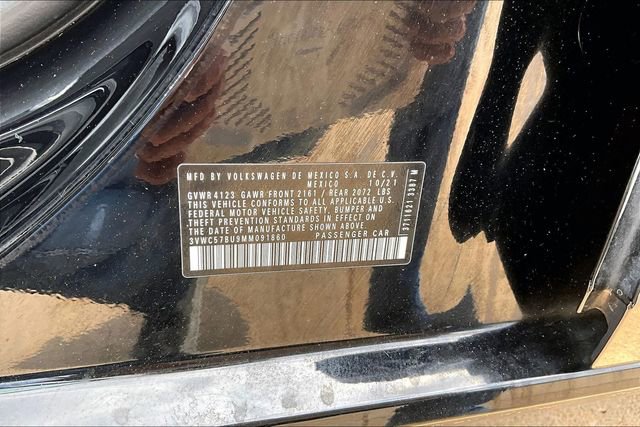 MFD BY VOLKSWAGEN DE MEXICO S.A. DE C.V.
MEXICO 10/21
GVWR 4123 GAWR FRONT 2161 / REAR 2072 LBS
THIS VEHICLE CONFORMS TO ALL APPLICABLE U.S.
FEDERAL MOTOR VEHICLE SAFETY, BUMPER AND
THEFT PREVENTION STANDARDS IN EFFECT ON
THE DATE OF MANUFACTURE SHOWN ABOVE.
3VWC57BU9MM091860 PASSENGER CAR